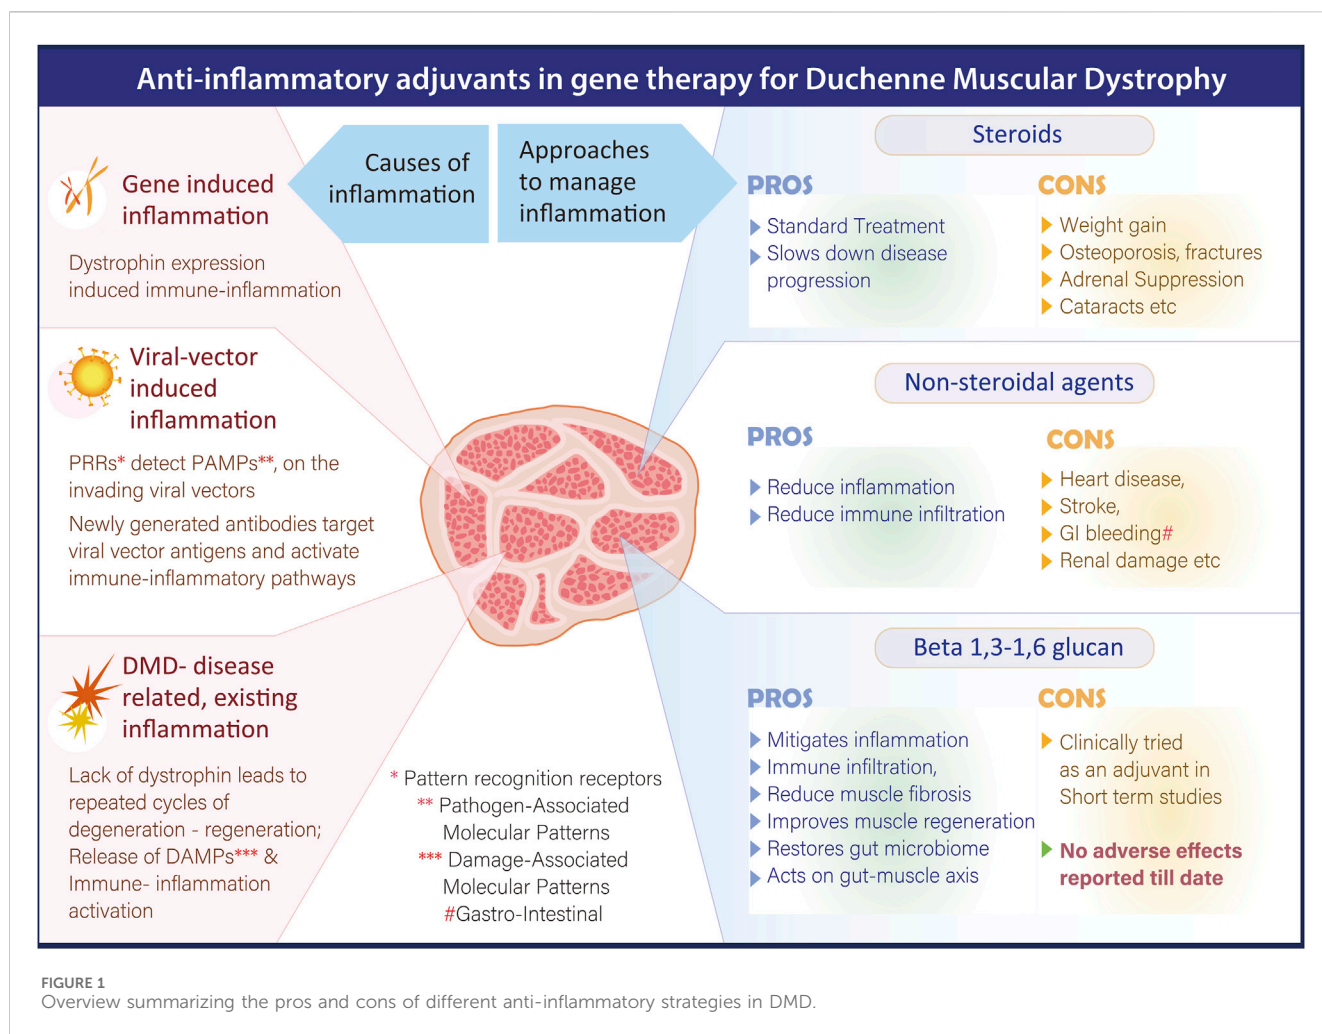 Anti-inflammatory adjuvants in gene therapy for Duchenne Muscular Dystrophy
Causes of
inflammation
Approaches
to manage
inflammation
Gene induced
inflammation
Dystrophin expression
induced immune-inflammation
Viral-vector
induced
inflammation
PRRs* detect PAMPs**, on the
invading viral vectors
Newly generated antibodies target
viral vector antigens and activate
immune-inflammatory pathways
DMD- disease
related, existing
inflammation
Lack of dystrophin leads to
repeated cycles of
degeneration - regeneration;
Release of DAMPs*** &
Immune- inflammation
activation
* Pattern recognition receptors
** Pathogen-Associated
Molecular Patterns
*** Damage-Associated
Molecular Patterns
#Gastro-Intestinal
Steroids
PROS
Standard Treatment
Slows down disease
progression
CONS
Weight gain
Osteoporosis, fractures
Adrenal Suppression
Cataracts etc
Non-steroidal agents
PROS
Reduce inflammation
Reduce immune infiltration
CONS
Heart disease,
Stroke,
GI bleeding#
Renal damage etc
Beta 1,3-1,6 glucan
PROS
Mitigates inflammation
Immune infiltration,
Reduce muscle fibrosis
Improves muscle regeneration
Restores gut microbiome
Acts on gut-muscle axis
CONS
Clinically tried
as an adjuvant in
Short term studies
No adverse effects
reported till date
FIGURE 1
Overview summarizing the pros and cons of different anti-inflammatory strategies in DMD.